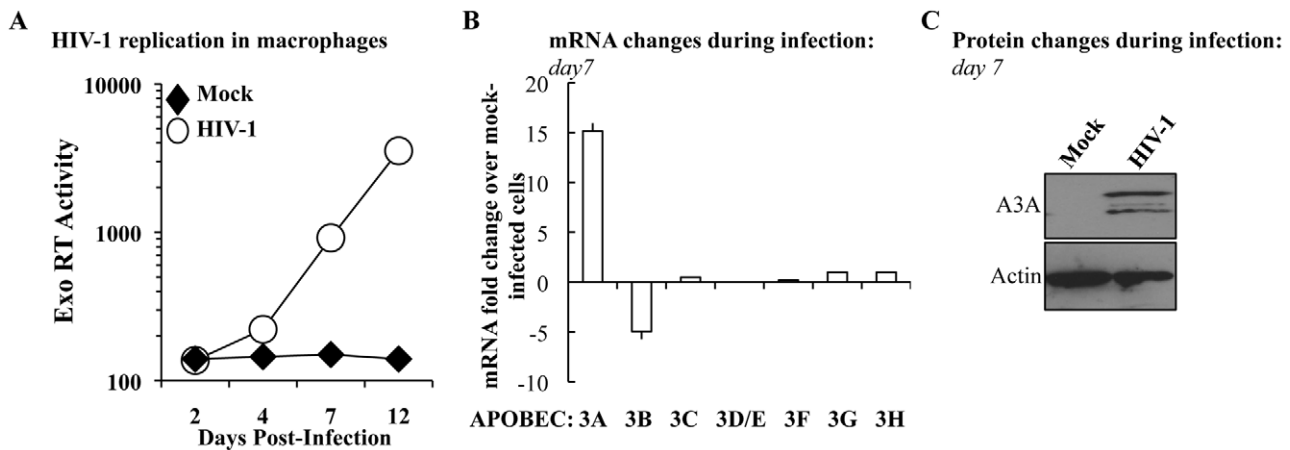 A
HIV-1 replication in macrophages
10000
1000
100
Exo RT Activity
Mock
HIV-1
2 4 7 12
Days Post-Infection
B
mRNA changes during infection:
day7
mRNA fold change over mock-
infected cells
20
15
10
5
0
-5
-10
APOBEC: 3A 3B 3C 3D/E 3F 3G 3H
C
Protein changes during infection:
day 7
Mock
HIV-1
A3A
Actin